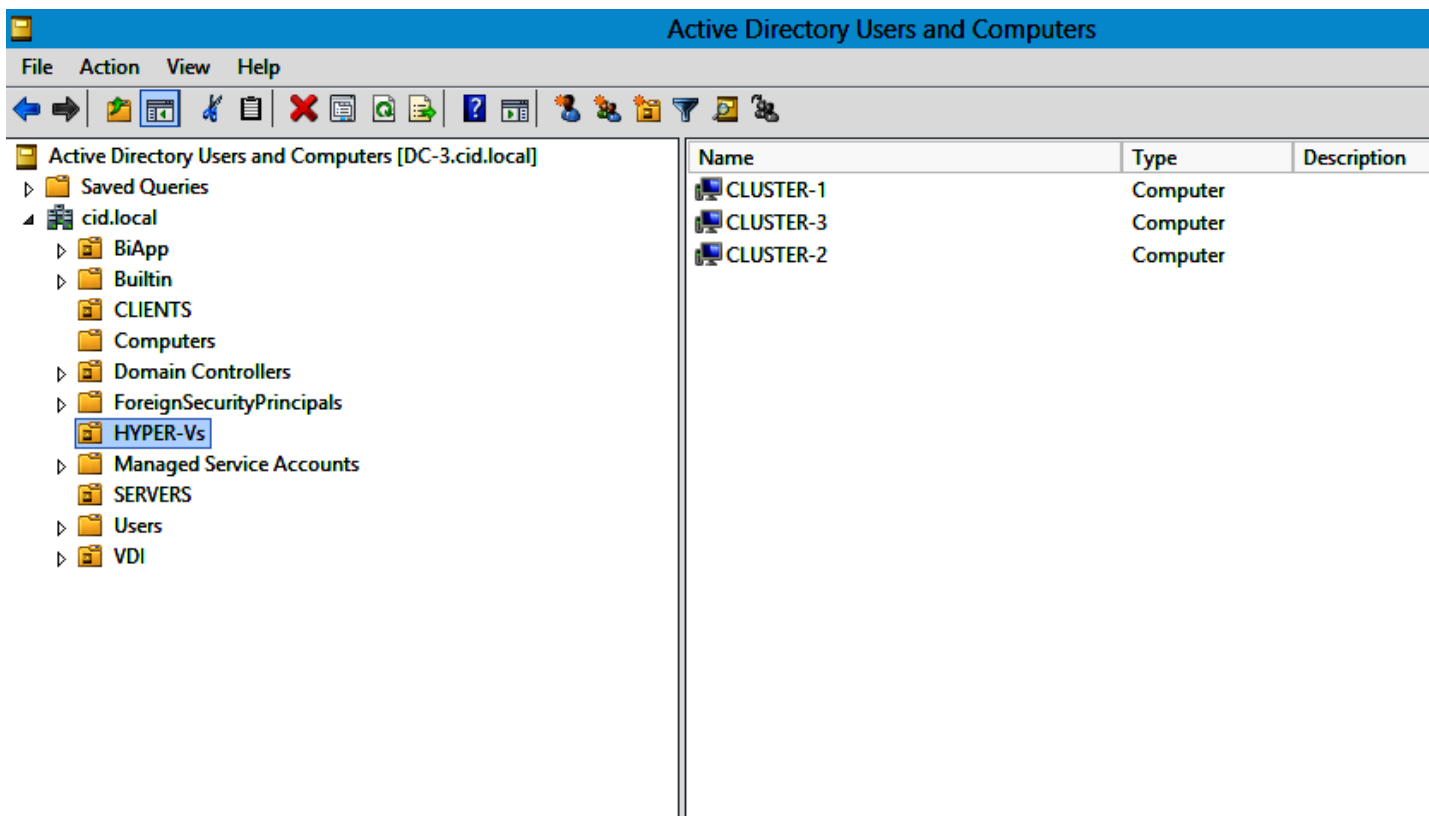 Active Directory Users and Computers
File Action View Help
Active Directory Users and Computers [DC-3.cid.local]
Saved Queries
cid.local
BiApp
Builtin
CLIENTS
Computers
Domain Controllers
ForeignSecurityPrincipals
HYPER-Vs
Managed Service Accounts
SERVERS
Users
VDI
Name Type Description
CLUSTER-1 Computer
CLUSTER-3 Computer
CLUSTER-2 Computer